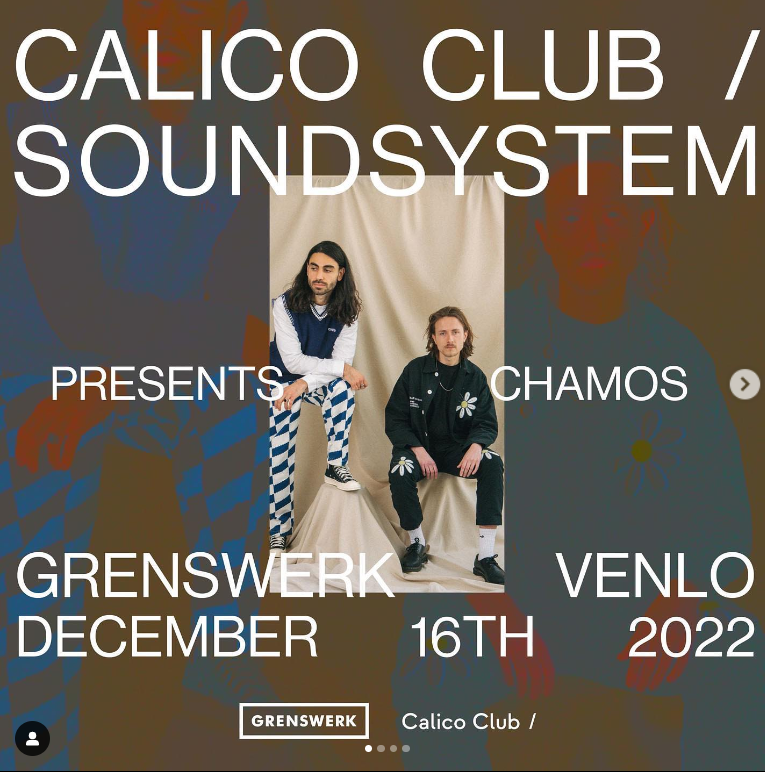 CALICO CLUB /
SOUNDSYSTEM
PRESENTS CHAMOS
GRENSWERK VENLO
DECEMBER 16TH 2022
GRENSWERK Calico Club /